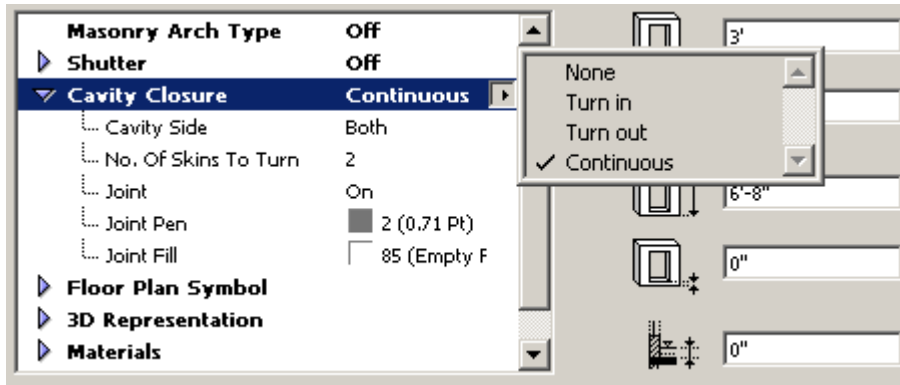 Masonry Arch Type Off
Shutter Off
Cavity Closure Continuous
Cavity Side Both
No. Of Skins To Turn 2
Joint On
Joint Pen 2 (0.71 Pt)
Joint Fill 85 (Empty F
Floor Plan Symbol
3D Representation
Materials
None
Turn in
Turn out
Continuous
3'
6'-8"
0"
0"